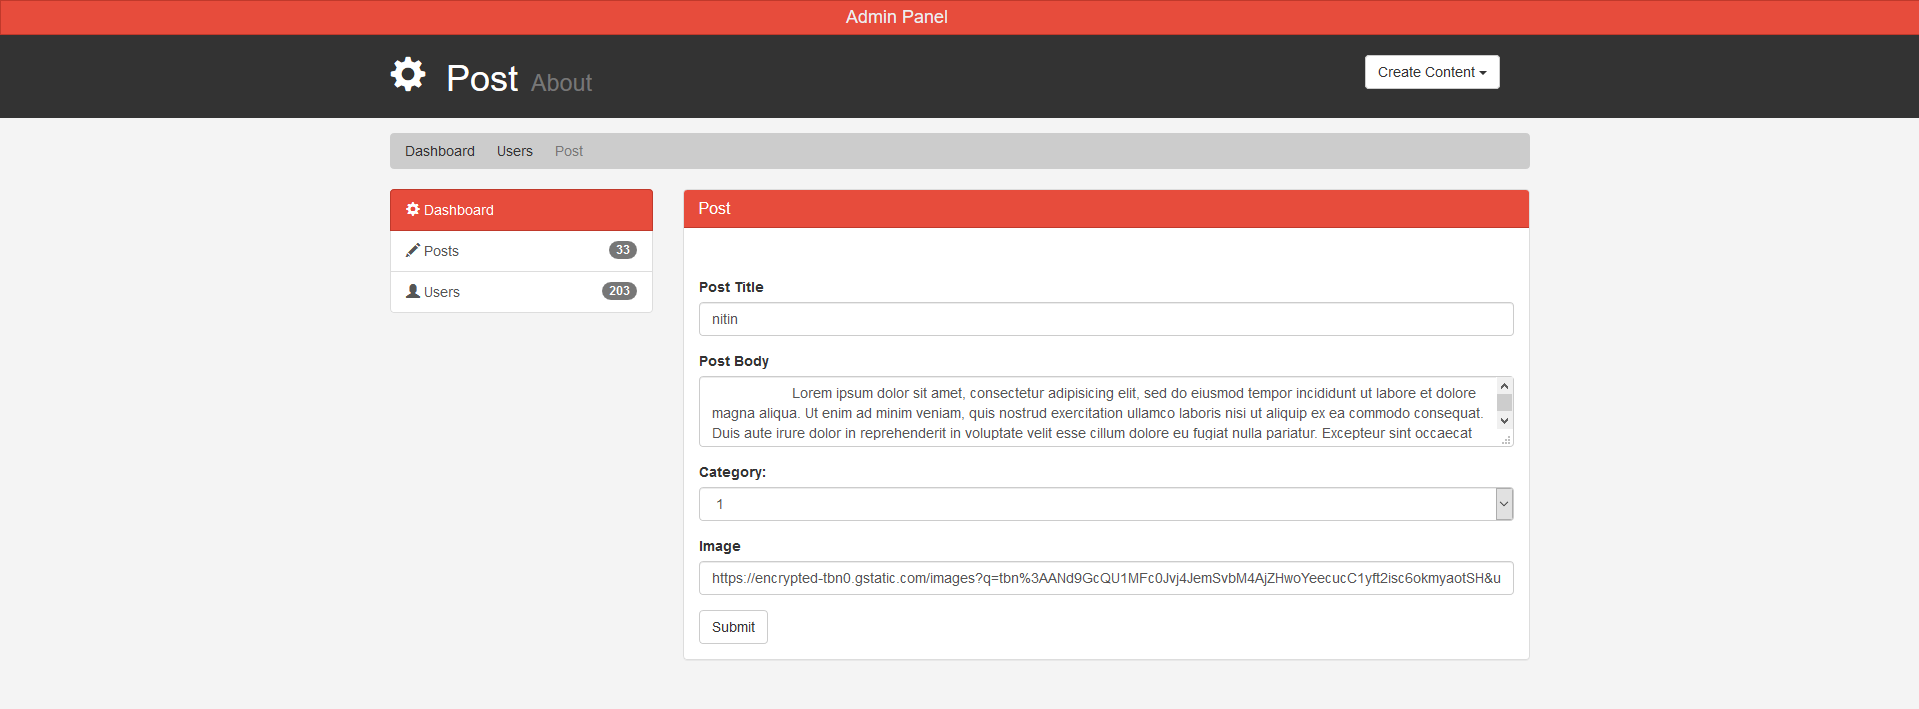 Admin Panel
Post About
Create Content
Dashboard Users Post
Dashboard
Posts 33
Users 203
Post
Post Title
nitin
Post Body
Lorem ipsum dolor sit amet, consectetur adipisicing elit, sed do eiusmod tempor incididunt ut labore et dolore
magna aliqua. Ut enim ad minim veniam, quis nostrud exercitation ullamco laboris nisi ut aliquip ex ea commodo consequat.
Duis aute irure dolor in reprehenderit in voluptate velit esse cillum dolore eu fugiat nulla pariatur. Excepteur sint occaecat
Category:
1
Image
https://encrypted-tbn0.gstatic.com/images?q=tbn%3AANd9GcQU1MFc0Jvj4JemSvbM4AjZHwoYeecucC1yft2isc6okmyaotSH&u
Submit